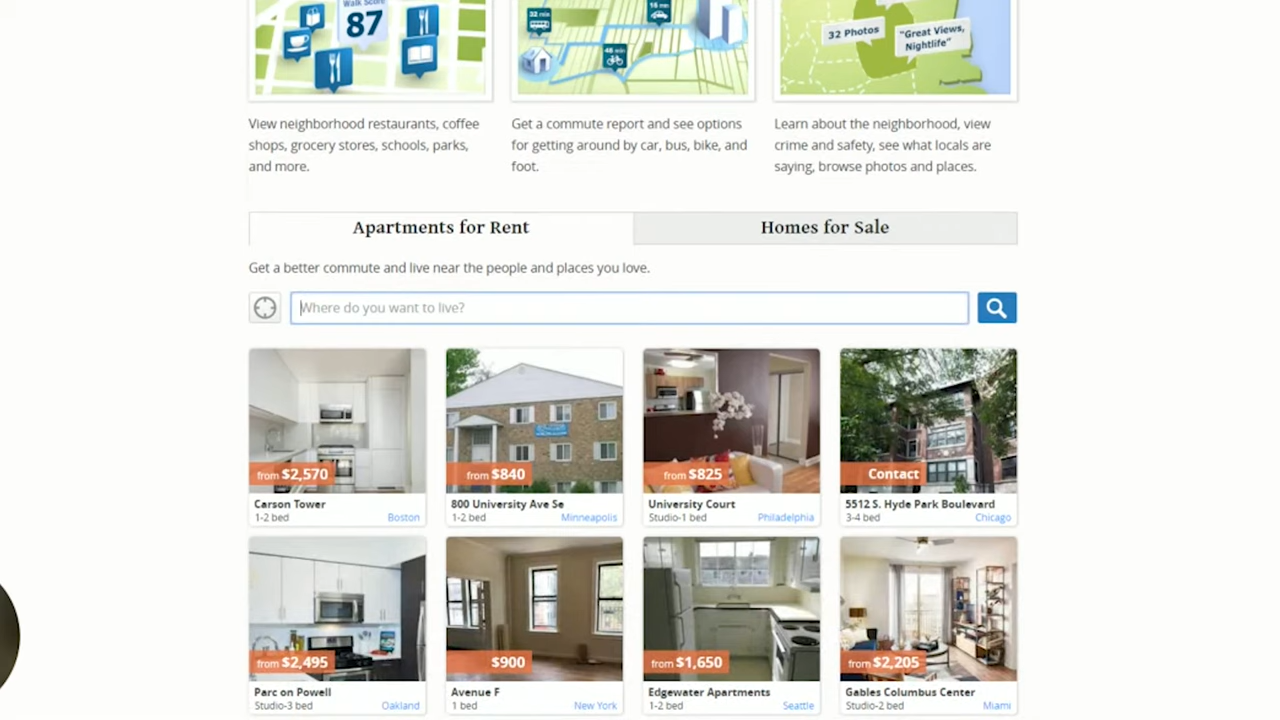 Walk Score
87
32 min
18 min
46 min
32 Photos
"Great Views,
Nightlife"
View neighborhood restaurants, coffee
shops, grocery stores, schools, parks,
and more.
Get a commute report and see options
for getting around by car, bus, bike, and
foot.
Learn about the neighborhood, view
crime and safety, see what locals are
saying, browse photos and places.
Apartments for Rent
Homes for Sale
Get a better commute and live near the people and places you love.
Where do you want to live?
from $2,570
from $840
from $825
Contact
Carson Tower
1-2 bed Boston
800 University Ave Se
1-2 bed Minneapolis
University Court
Studio-1 bed Philadelphia
5512 S. Hyde Park Boulevard
3-4 bed Chicago
from $2,495
$900
from $1,650
from $2,205
Parc on Powell
Studio-3 bed Oakland
Avenue F
1 bed New York
Edgewater Apartments
1-2 bed Seattle
Gables Columbus Center
Studio-2 bed Miami